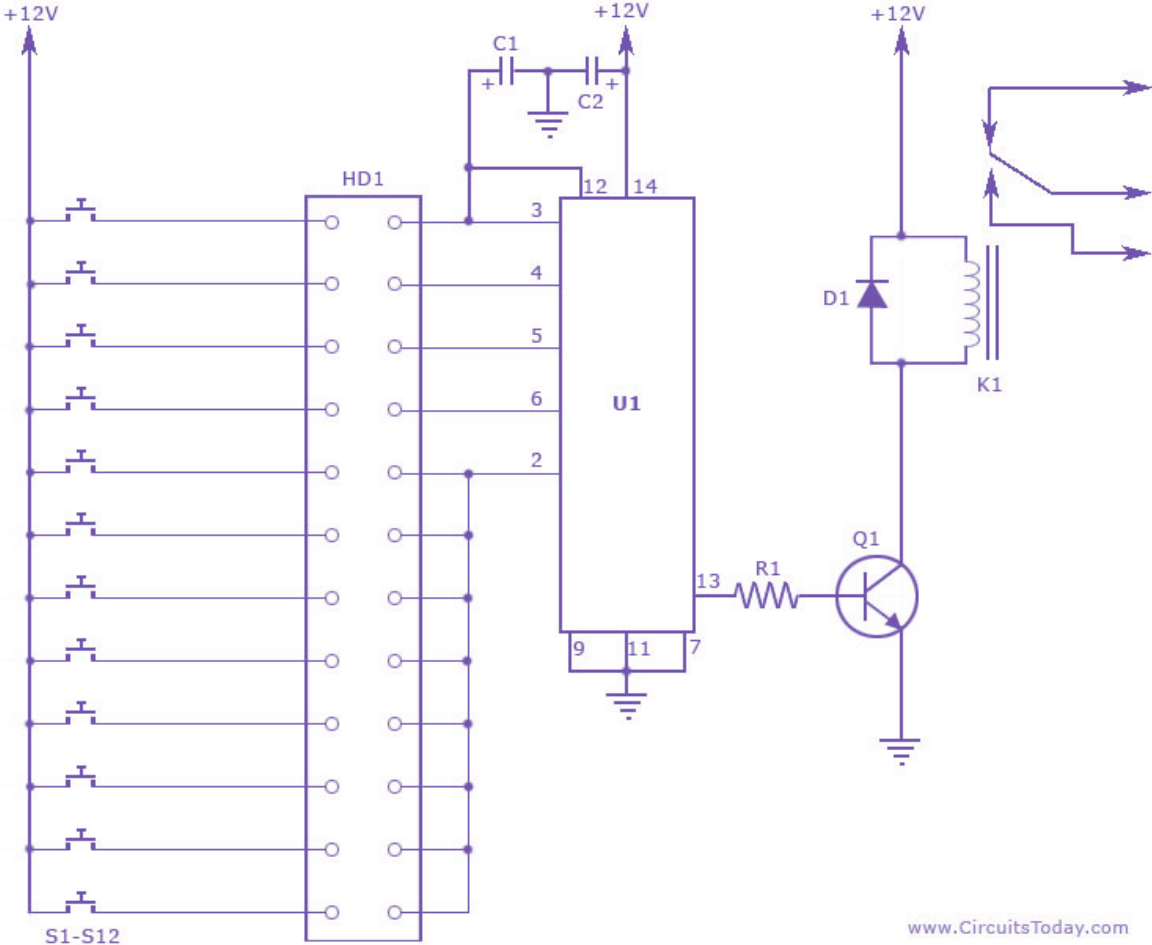 +12V
+12V
+12V
C1
+
+
C2
HD1
12
14
3
4
5
6
2
U1
D1
K1
Q1
13
R1
9
11
7
S1-S12
www.CircuitsToday.com